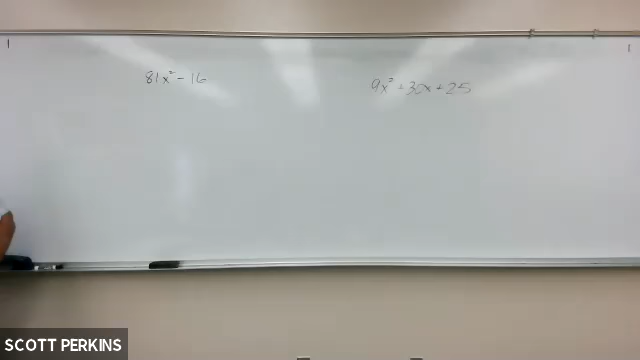 81x² - 16
9x² + 30x + 25
SCOTT PERKINS